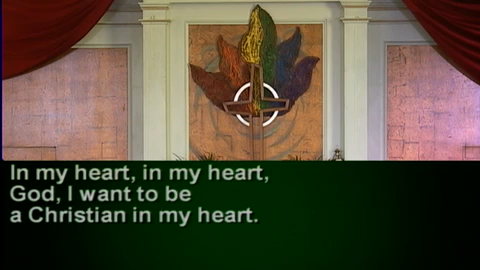 In my heart, in my heart,
God, I want to be
a Christian in my heart.